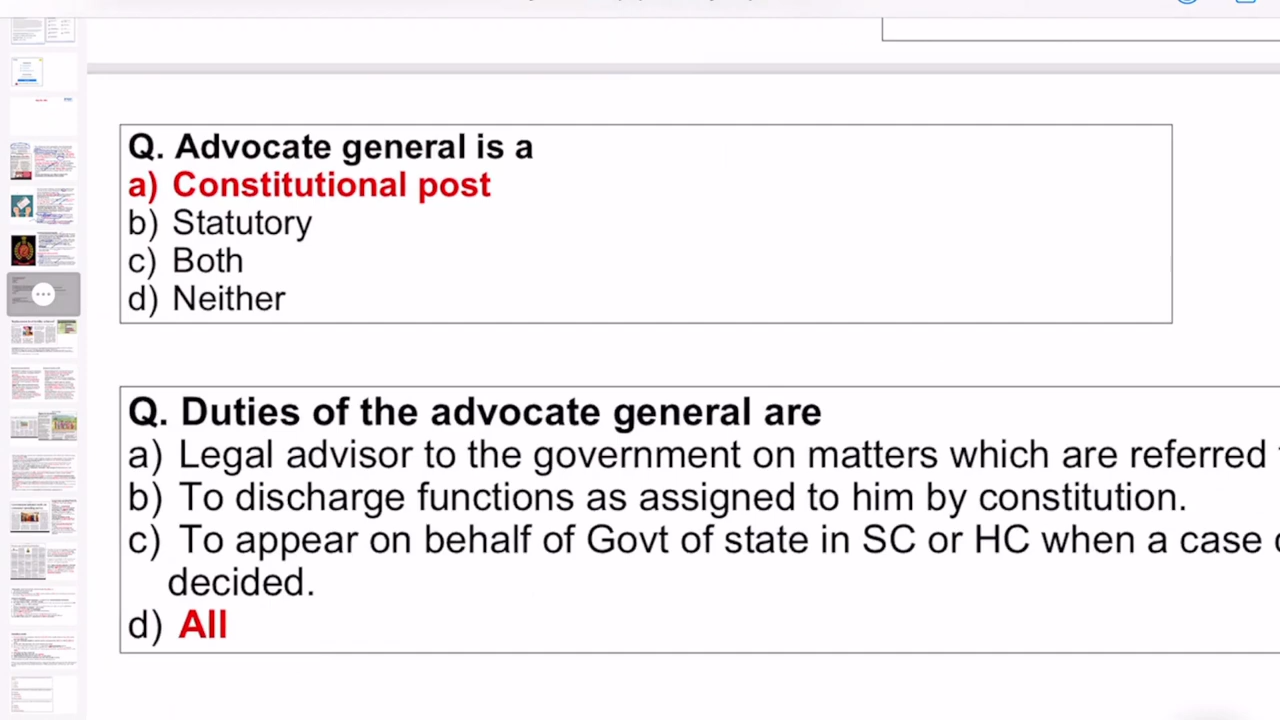 Q. Advocate general is a
a) Constitutional post
b) Statutory
c) Both
d) Neither
Q. Duties of the advocate general are
a) Legal advisor to the government on matters which are referred
b) To discharge functions as assigned to him by constitution.
c) To appear on behalf of Govt of state in SC or HC when a case
decided.
d) All